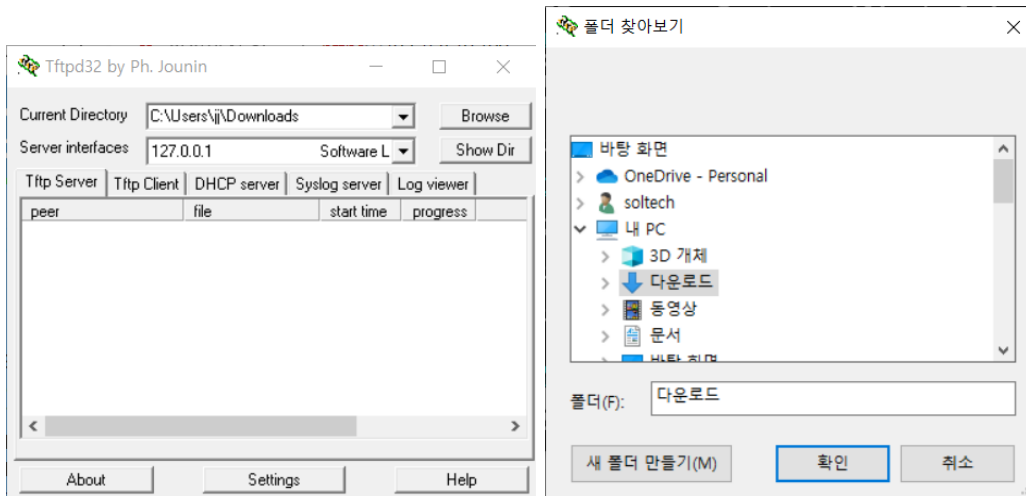 Tftpd32 by Ph. Jounin
Current Directory C:\Users\jj\Downloads Browse
Server interfaces 127.0.0.1 Software L Show Dir
Tftp Server Tftp Client DHCP server Syslog server Log viewer
peer file start time progress
About Settings Help
폴더 찾아보기
바탕 화면
OneDrive - Personal
soltech
내 PC
3D 개체
다운로드
동영상
문서
바탕 화면
폴더(F): 다운로드
새 폴더 만들기(M) 확인 취소